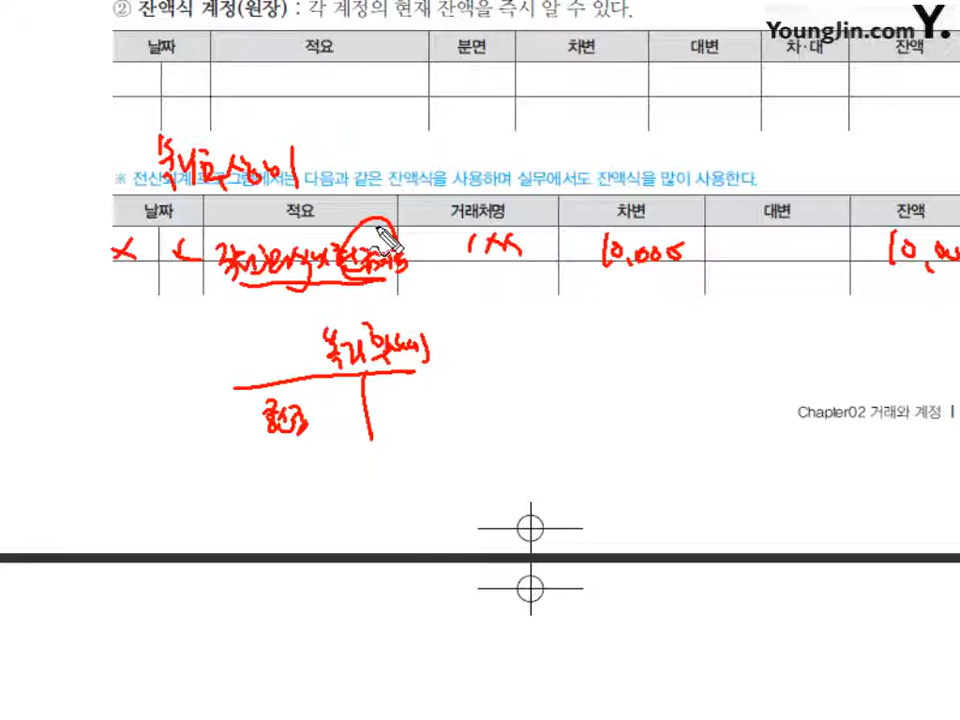 ② 잔액식 계정(원장) : 각 계정의 현재 잔액을 즉시 알 수 있다.
YoungJin.com Y.
날짜 적요 분면 차변 대변 차·대 잔액
복리후생비
※ 전산회계 프로그램에서는 다음과 같은 잔액식을 사용하며 실무에서도 잔액식을 많이 사용한다.
날짜 적요 거래처명 차변 대변 잔액
10,000 10,00
복리후생비
현금
Chapter02 거래와 계정 |